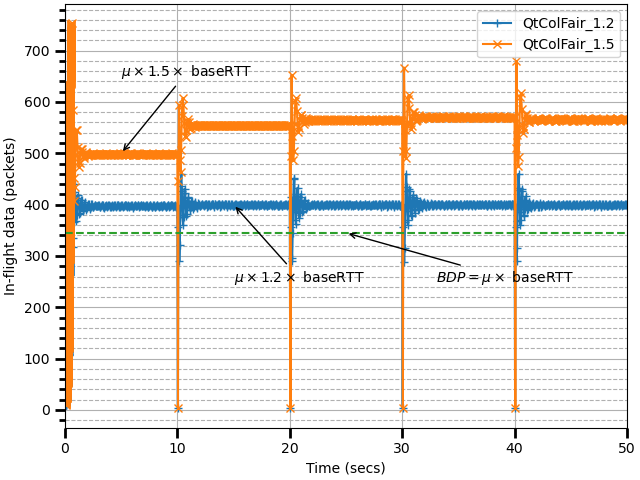 QtColFair_1.2
QtColFair_1.5
μ × 1.5 × baseRTT
μ × 1.2 × baseRTT
BDP = μ × baseRTT
In-flight data (packets)
700
600
500
400
300
200
100
0
0 10 20 30 40 50
Time (secs)